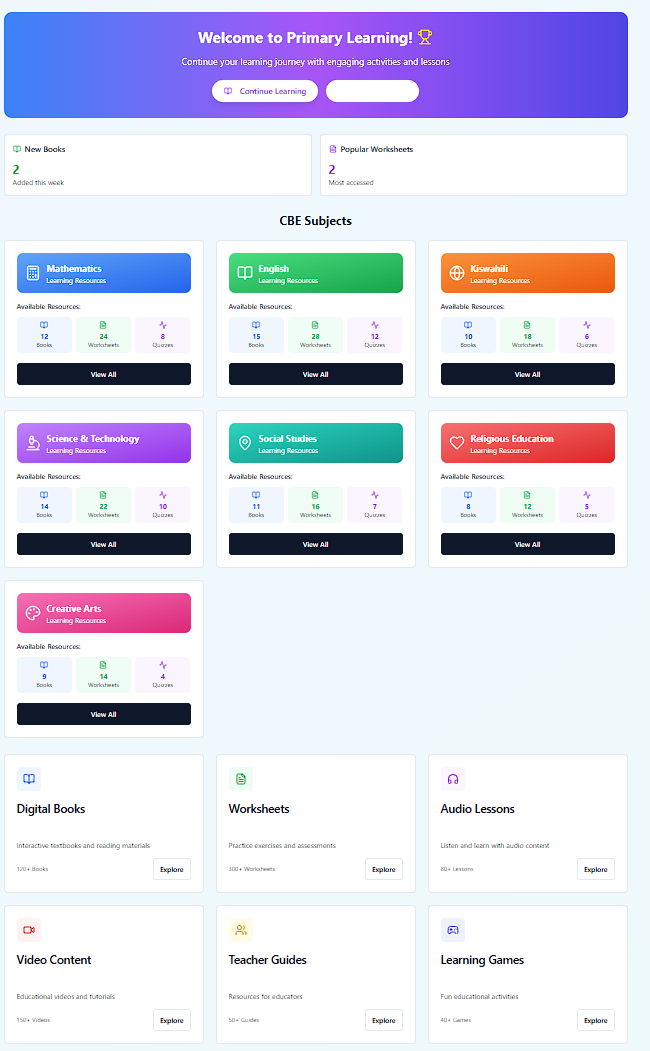 Welcome to Primary Learning!
Continue your learning journey with engaging activities and lessons
Continue Learning
New Books
2
Added this week
Popular Worksheets
2
Most accessed
CBE Subjects
Mathematics
Learning Resources
Available Resources:
12 24 8
Books Worksheets Quizzes
View All
English
Learning Resources
Available Resources:
15 28 12
Books Worksheets Quizzes
View All
Kiswahili
Learning Resources
Available Resources:
10 18 6
Books Worksheets Quizzes
View All
Science & Technology
Learning Resources
Available Resources:
14 22 10
Books Worksheets Quizzes
View All
Social Studies
Learning Resources
Available Resources:
11 16 7
Books Worksheets Quizzes
View All
Religious Education
Learning Resources
Available Resources:
8 12 5
Books Worksheets Quizzes
View All
Creative Arts
Learning Resources
Available Resources:
9 14 4
Books Worksheets Quizzes
View All
Digital Books
Interactive textbooks and reading materials
120+ Books Explore
Worksheets
Practice exercises and assessments
300+ Worksheets Explore
Audio Lessons
Listen and learn with audio content
80+ Lessons Explore
Video Content
Educational videos and tutorials
150+ Videos Explore
Teacher Guides
Resources for educators
50+ Guides Explore
Learning Games
Fun educational activities
40+ Games Explore